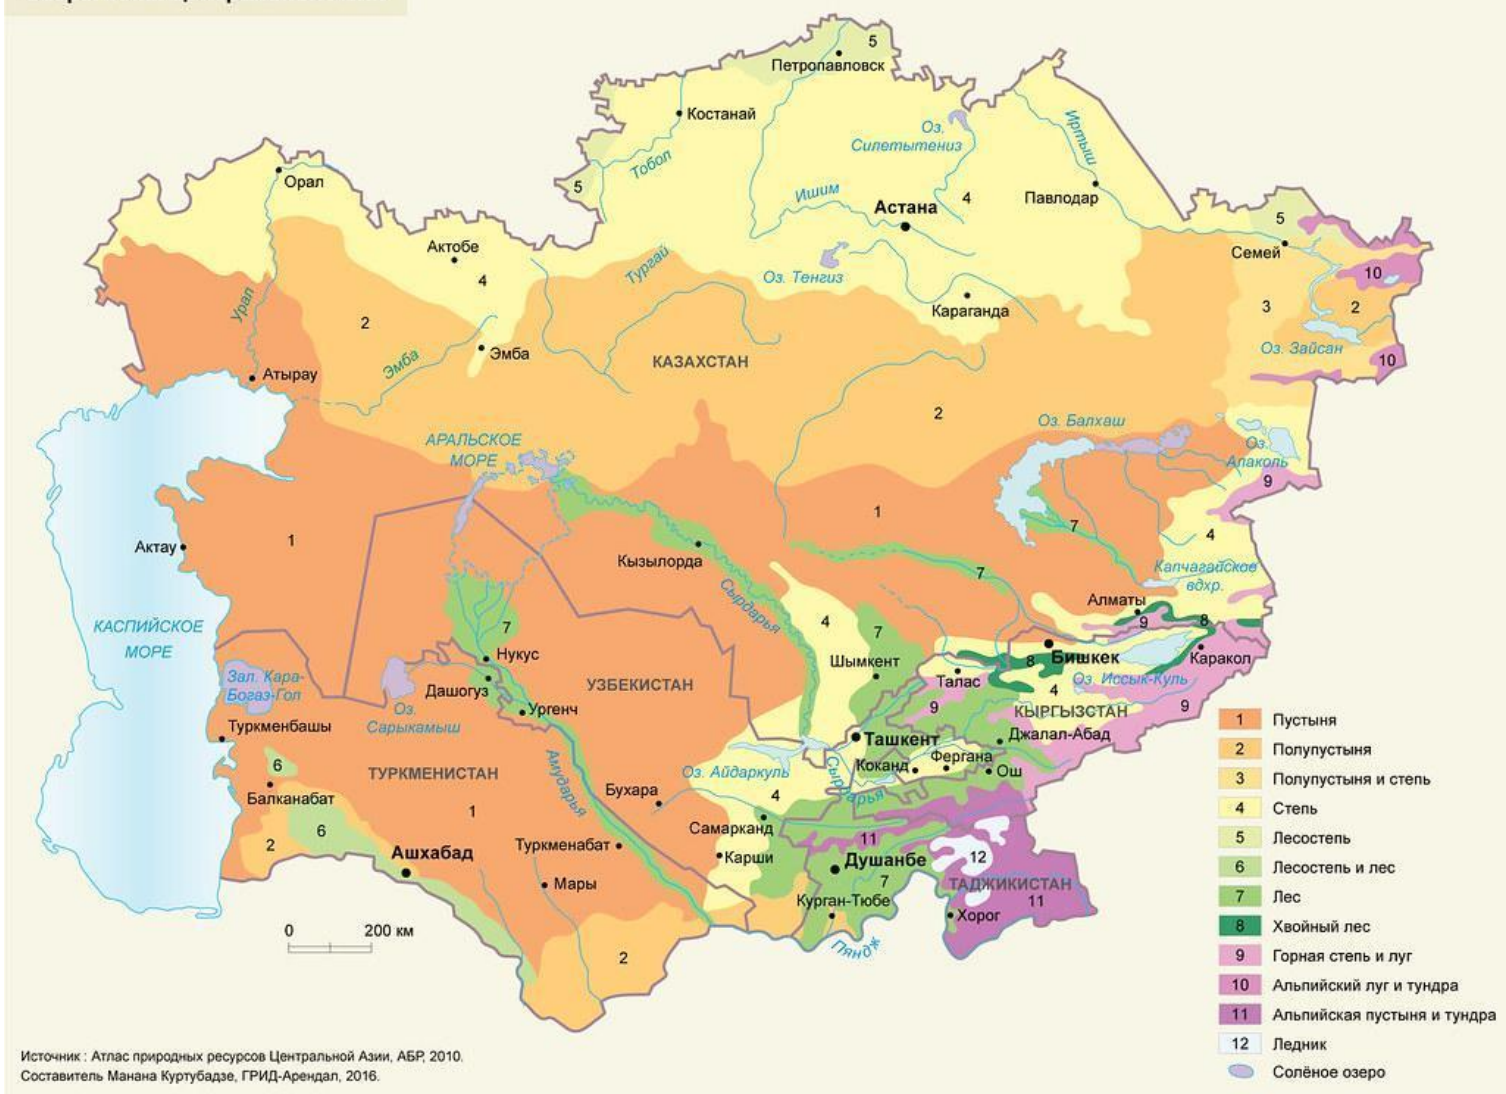 5
Петропавловск
Костанай
Оз.
Силетытениз
Иртыш
Тобол
5
Орал
Ишим
4
Павлодар
Астана
5
Актобе
Семей
4
Тургай
Оз. Тенгиз
10
Урал
Караганда
3
2
2
Эмба
Эмба
КАЗАХСТАН
Оз. Зайсан
10
Атырау
2
Оз. Балхаш
АРАЛЬСКОЕ
МОРЕ
Оз.
Алаколь
9
1
7
4
Актау
1
Кызылорда
7
Капчагайское
вдхр.
Сырдарья
Алматы
КАСПИЙСКОЕ
МОРЕ
7
4
7
9
8
Нукус
Шымкент
8
Бишкек
Каракол
Зал. Кара-
Богаз-Гол
Дашогуз
УЗБЕКИСТАН
Талас
4
Оз. Иссык-Куль
Оз.
Сарыкамыш
Ургенч
9
КЫРГЫЗСТАН
9
Туркменбашы
Ташкент
Джалал-Абад
6
ТУРКМЕНИСТАН
Амударья
Оз. Айдаркуль
Сырдарья
Коканд
Фергана
Ош
Балканабат
Бухара
4
1
6
Самарканд
2
Ашхабад
Туркменабат
Карши
11
Душанбе
12
Мары
7
ТАДЖИКИСТАН
Курган-Тюбе
11
Хорог
Пяндж
2
0 200 км
1 Пустыня
2 Полупустыня
3 Полупустыня и степь
4 Степь
5 Лесостепь
6 Лесостепь и лес
7 Лес
8 Хвойный лес
9 Горная степь и луг
10 Альпийский луг и тундра
11 Альпийская пустыня и тундра
12 Ледник
Солёное озеро
Источник : Атлас природных ресурсов Центральной Азии, АБР, 2010.
Составитель Манана Куртубадзе, ГРИД-Арендал, 2016.